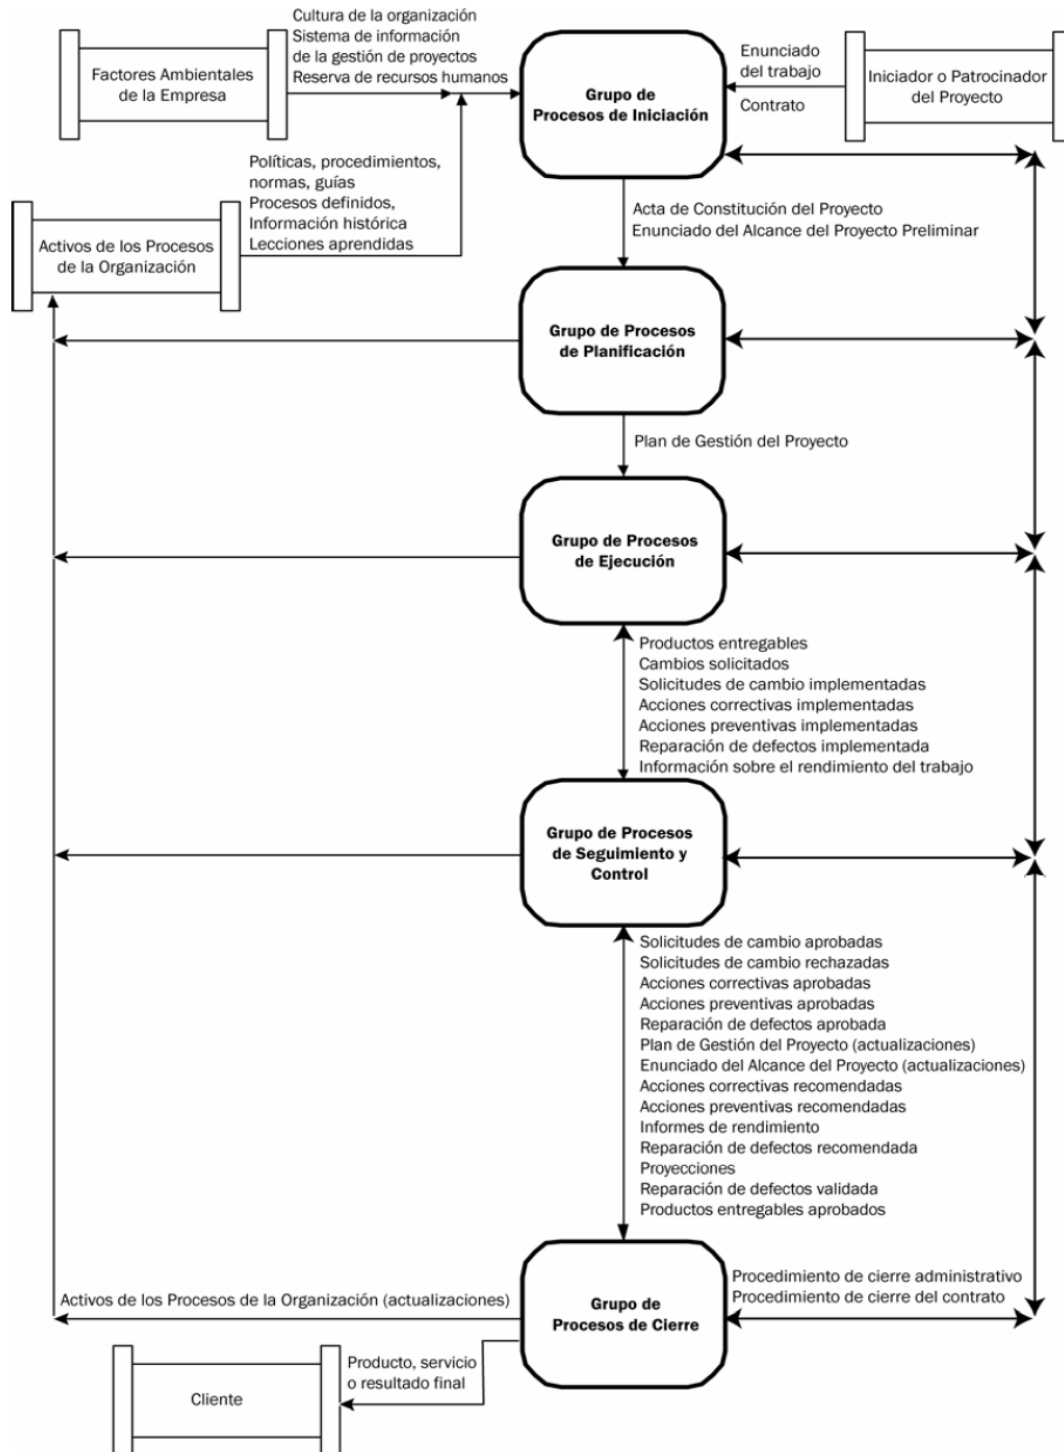 Cultura de la organización
Sistema de información
de la gestión de proyectos
Reserva de recursos humanos
Factores Ambientales
de la Empresa
Grupo de
Procesos de Iniciación
Enunciado
del trabajo
Contrato
Iniciador o Patrocinador
del Proyecto
Políticas, procedimientos,
normas, guías
Procesos definidos,
Información histórica
Lecciones aprendidas
Activos de los Procesos
de la Organización
Acta de Constitución del Proyecto
Enunciado del Alcance del Proyecto Preliminar
Grupo de Procesos
de Planificación
Plan de Gestión del Proyecto
Grupo de Procesos
de Ejecución
Productos entregables
Cambios solicitados
Solicitudes de cambio implementadas
Acciones correctivas implementadas
Acciones preventivas implementadas
Reparación de defectos implementada
Información sobre el rendimiento del trabajo
Grupo de Procesos
de Seguimiento y
Control
Solicitudes de cambio aprobadas
Solicitudes de cambio rechazadas
Acciones correctivas aprobadas
Acciones preventivas aprobadas
Reparación de defectos aprobada
Plan de Gestión del Proyecto (actualizaciones)
Enunciado del Alcance del Proyecto (actualizaciones)
Acciones correctivas recomendadas
Acciones preventivas recomendadas
Informes de rendimiento
Reparación de defectos recomendada
Proyecciones
Reparación de defectos validada
Productos entregables aprobados
Procedimiento de cierre administrativo
Procedimiento de cierre del contrato
Activos de los Procesos de la Organización (actualizaciones)
Grupo de
Procesos de Cierre
Producto, servicio
o resultado final
Cliente